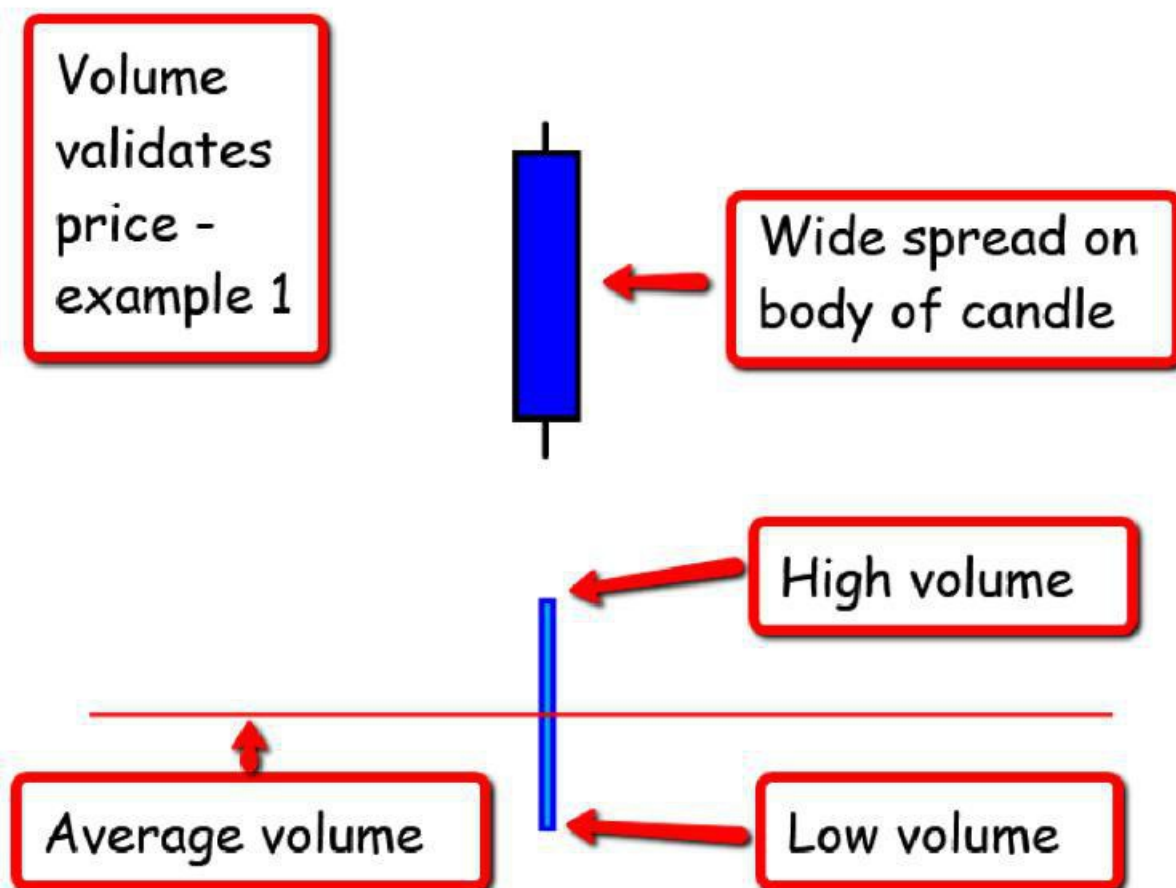 Volume
validates
price -
example 1
Wide spread on
body of candle
High volume
Average volume
Low volume